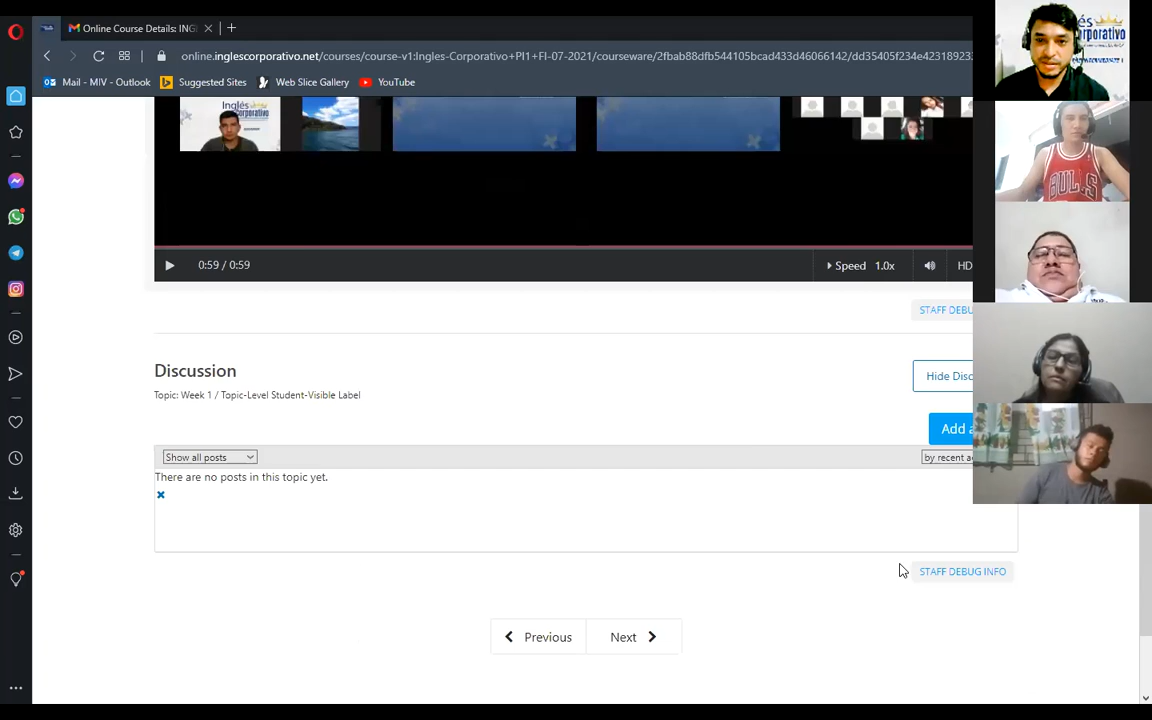 Online Course Details: INGL
online.inglescorporativo.net/courses/course-v1:Ingles-Corporativo+PI1+FI-07-2021/courseware/2fbab88dfb544105bcad433d46066142/dd35405f234e42318923
Mail - MIV - Outlook
Suggested Sites
Web Slice Gallery
YouTube
Inglés
Corporativo
0:59 / 0:59
Speed 1.0x
HD
STAFF DEBU
Discussion
Hide Disc
Topic: Week 1 / Topic-Level Student-Visible Label
Add a
Show all posts
by recent a
There are no posts in this topic yet.
STAFF DEBUG INFO
Previous
Next
BULLS